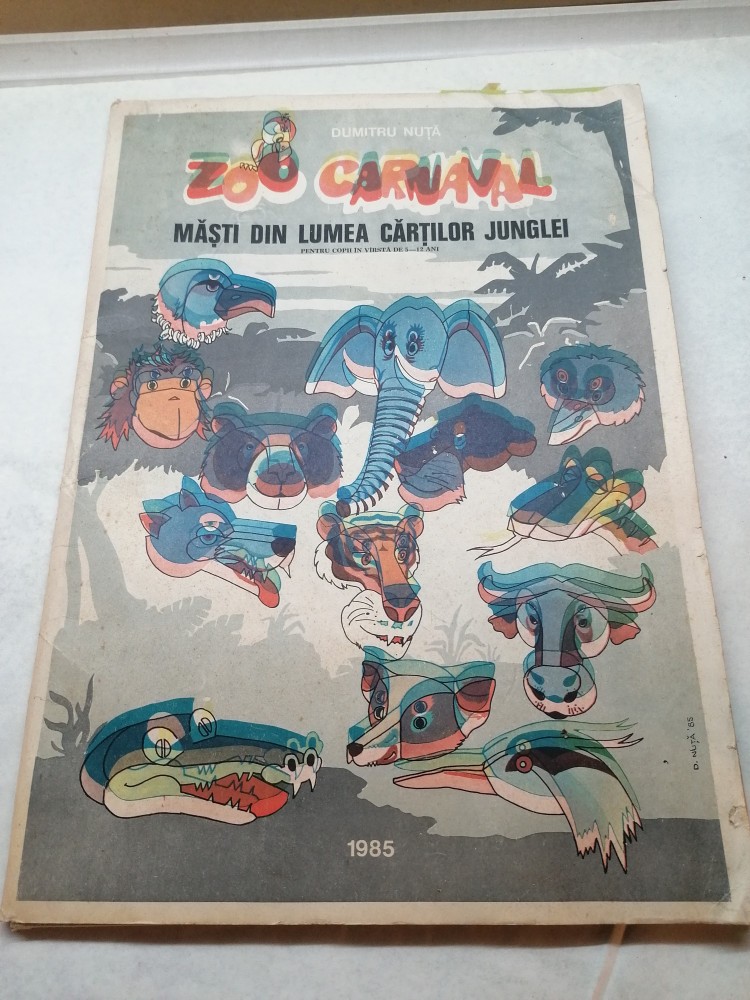 DUMITRU NUȚĂ
ZOO CARNAVAL
MĂȘTI DIN LUMEA CĂRȚILOR JUNGLEI
PENTRU COPII ÎN VÎRSTĂ DE 5—12 ANI
D. NUȚĂ '85
1985